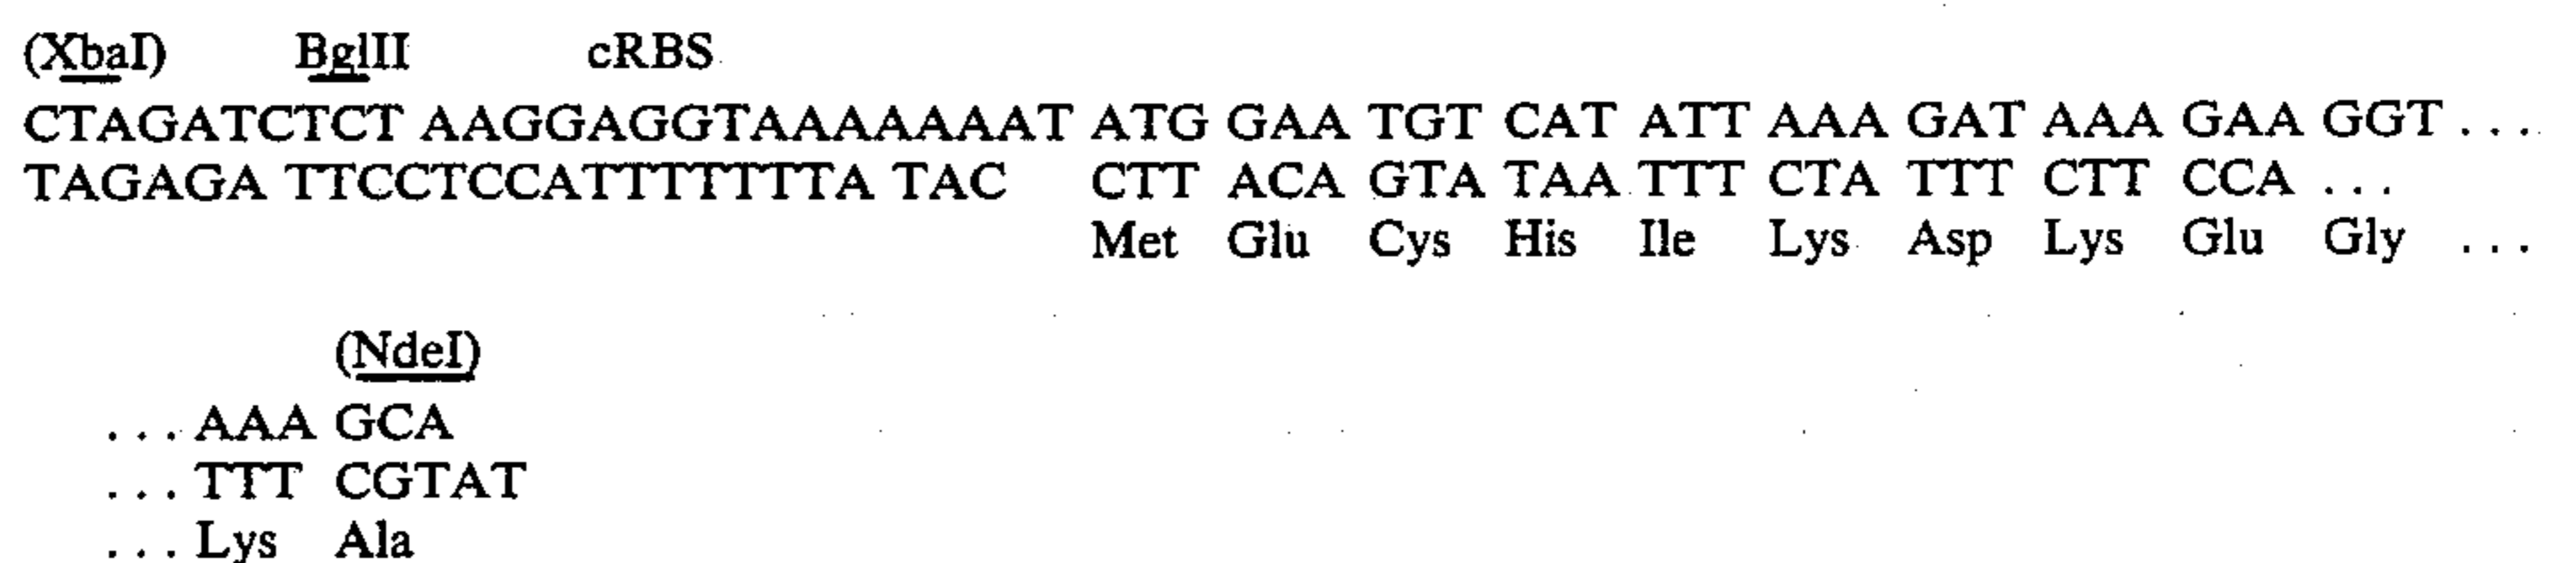 (XbaI) BglII cRBS
CTAGATCTCT AAGGAGGTAAAAAAAT ATG GAA TGT CAT ATT AAA GAT AAA GAA GGT ...
TAGAGA TTCCTCCATTTTTTTA TAC CTT ACA GTA TAA TTT CTA TTT CTT CCA ...
Met Glu Cys His Ile Lys Asp Lys Glu Gly ...
(NdeI)
... AAA GCA
... TTT CGTAT
... Lys Ala